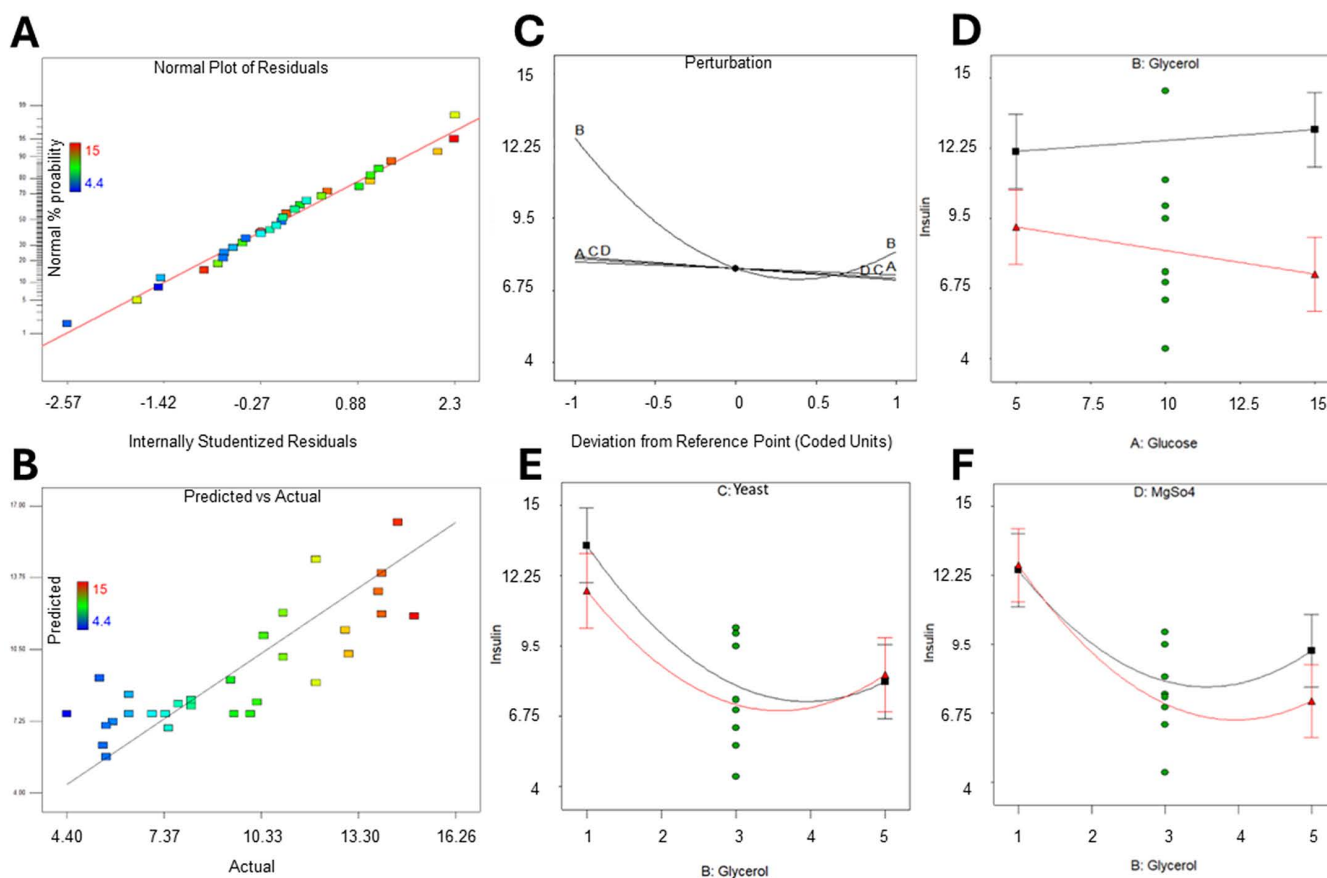 A
Normal Plot of Residuals
Normal % proability
15
4.4
99
95
90
80
70
50
30
20
10
5
1
-2.57 -1.42 -0.27 0.88 2.3
Internally Studentized Residuals
B
Predicted vs Actual
Predicted
15
4.4
17.00
13.75
10.50
7.25
4.00
4.40 7.37 10.33 13.30 16.26
Actual
C
Perturbation
15
12.25
9.5
6.75
4
B
A C D
B
D C A
-1 -0.5 0 0.5 1
Deviation from Reference Point (Coded Units)
D
B: Glycerol
Insulin
15
12.25
9.5
6.75
4
5 7.5 10 12.5 15
A: Glucose
E
C: Yeast
Insulin
15
12.25
9.5
6.75
4
1 2 3 4 5
B: Glycerol
F
D: MgSo4
Insulin
15
12.25
9.5
6.75
4
1 2 3 4 5
B: Glycerol